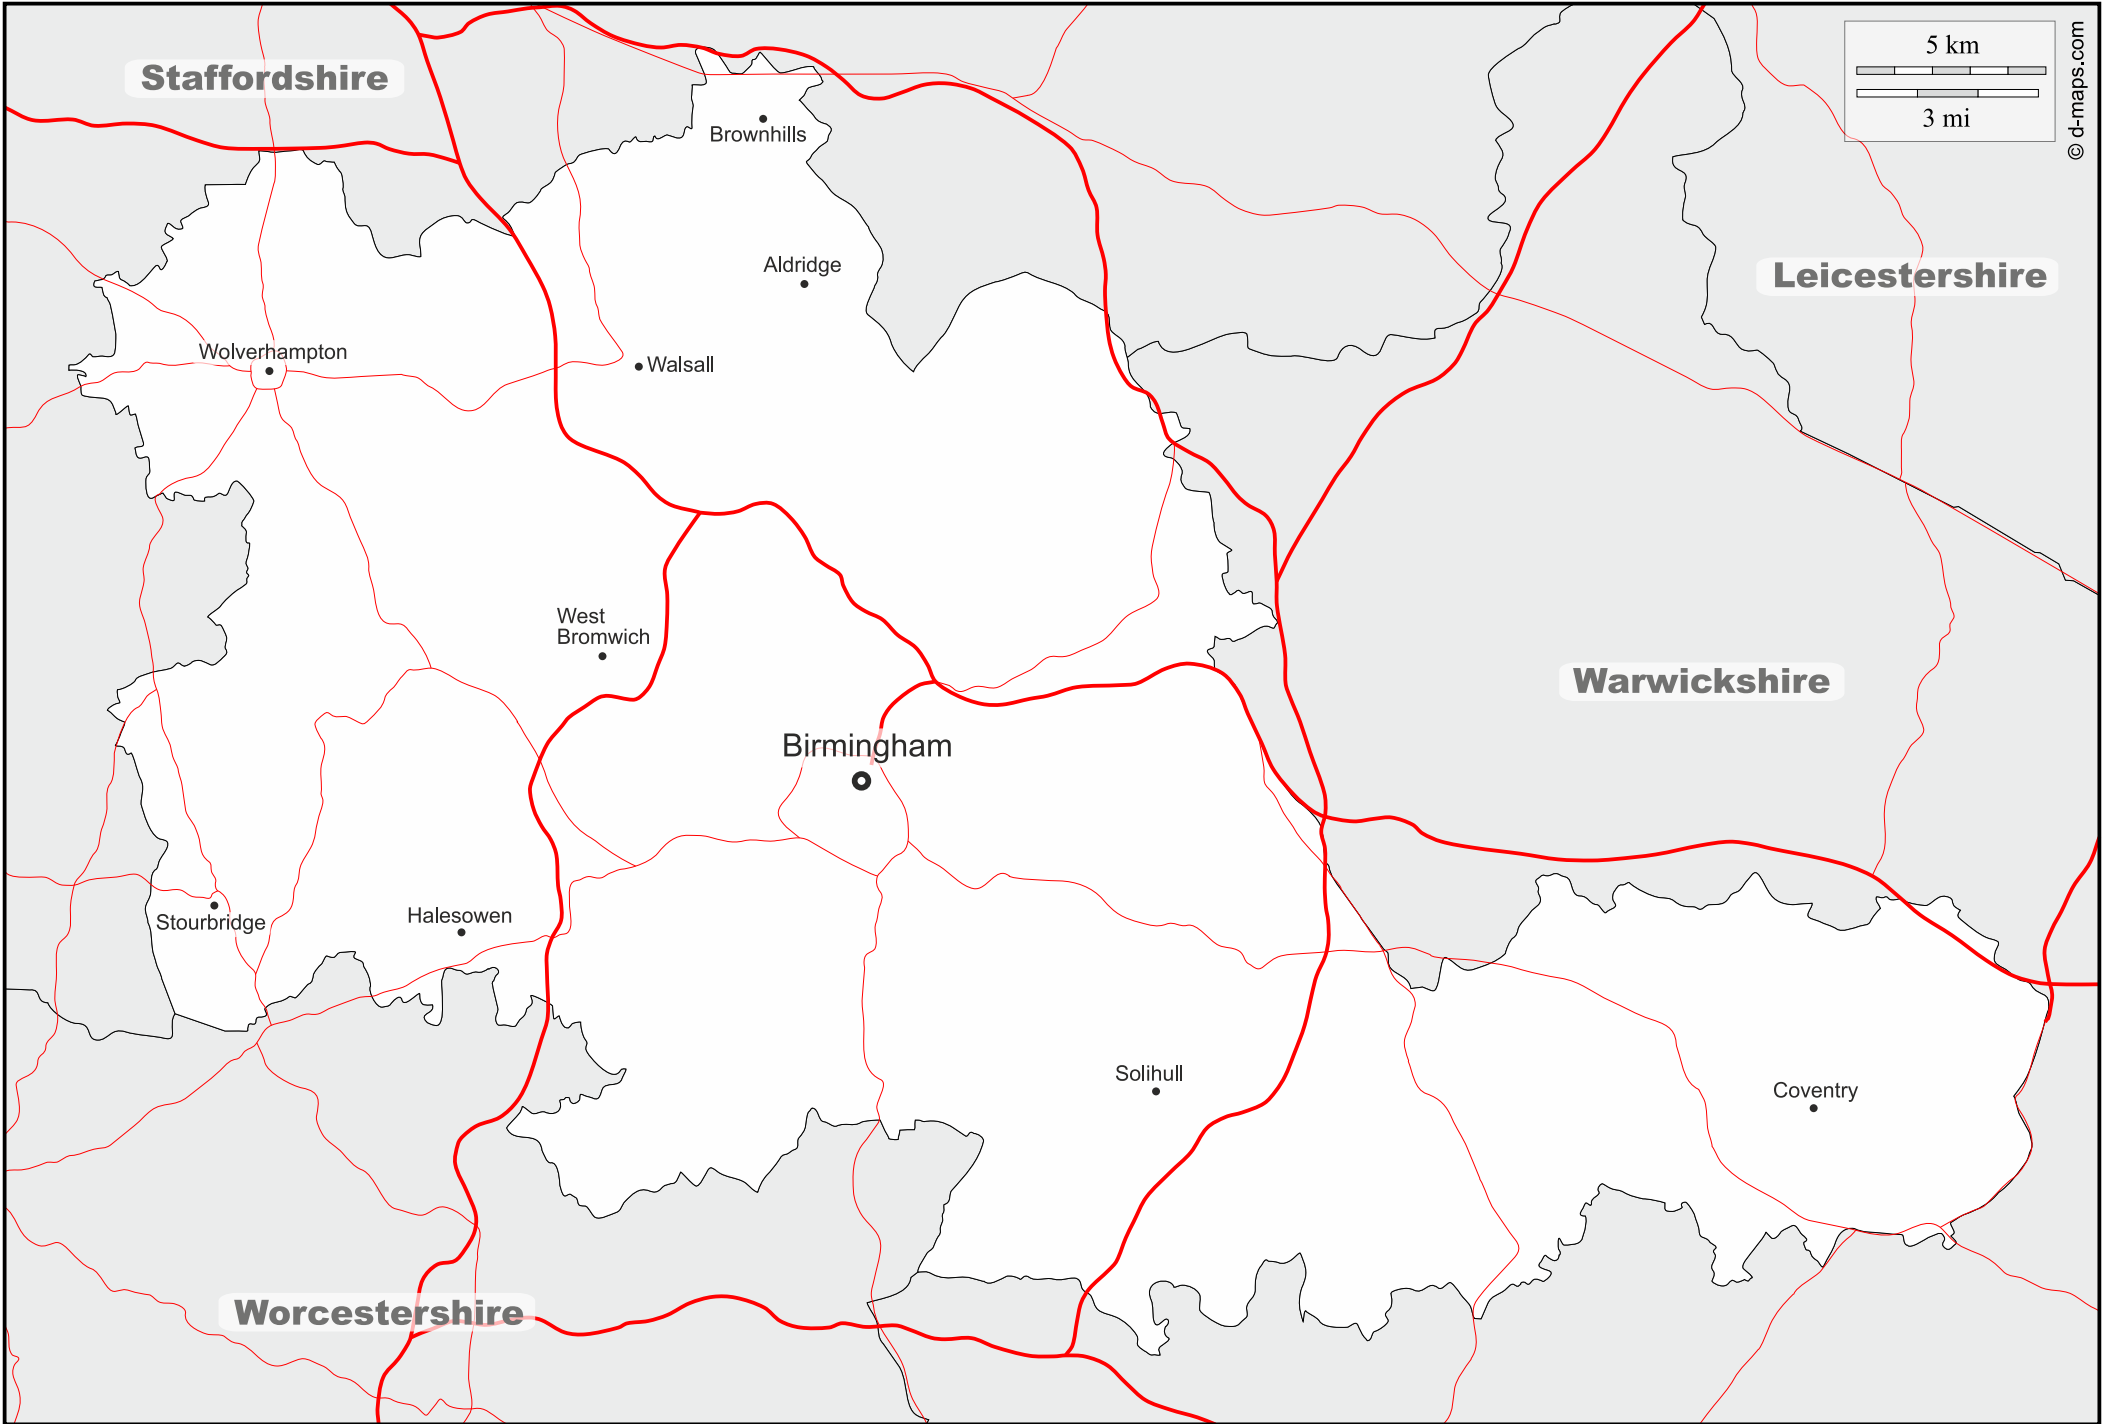 Staffordshire
5 km
3 mi
© d-maps.com
Brownhills
Aldridge
Leicestershire
Wolverhampton
Walsall
West
Bromwich
Warwickshire
Birmingham
Stourbridge
Halesowen
Solihull
Coventry
Worcestershire